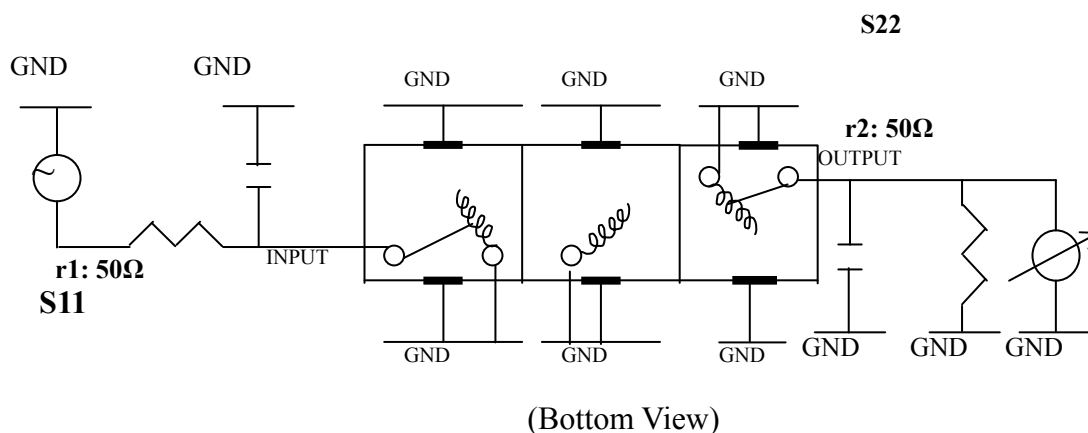 S22
GND
GND
GND
GND
GND
r2: 50Ω
OUTPUT
INPUT
r1: 50Ω
S11
GND
GND
GND
GND
GND
GND
(Bottom View)